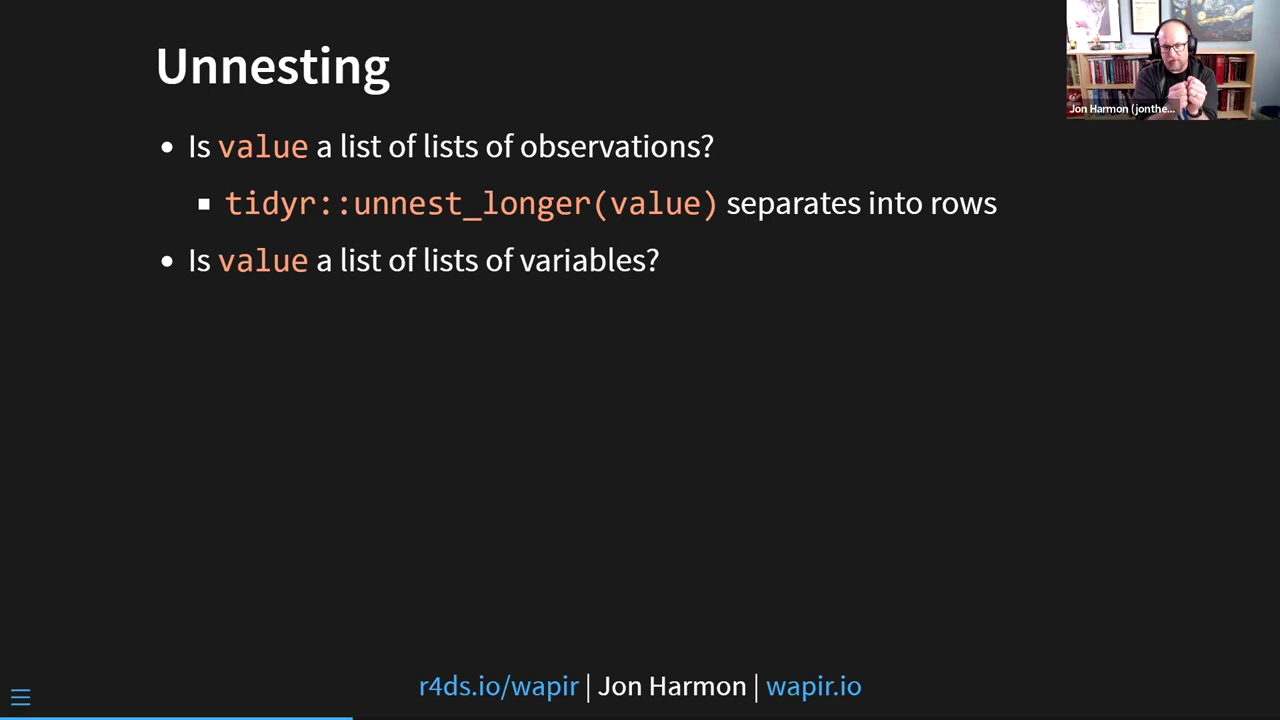 Unnesting
Jon Harmon (jonthe...
• Is value a list of lists of observations?
▪ tidyr::unnest_longer(value) separates into rows
• Is value a list of lists of variables?
r4ds.io/wapir | Jon Harmon | wapir.io